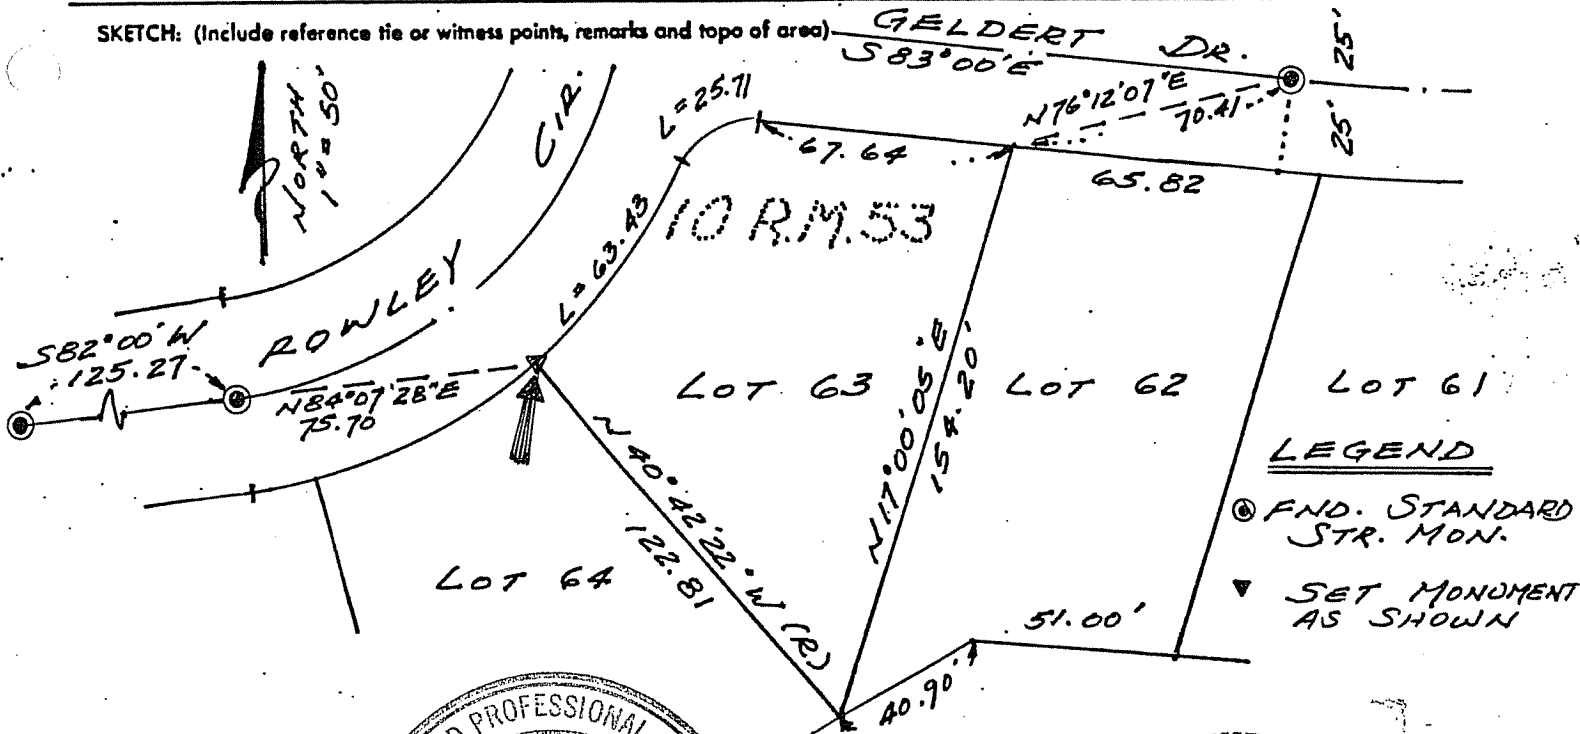 SKETCH: (Include reference tie or witness points, remarks and topo of area)
GELDERT DR.
S83°00'E
25'
25'
NORTH
1" = 50'
CIR.
L=25.71
N76°12'07"E
70.41
67.64
65.82
10 R.M. 53
L=63.43
ROWLEY
S82°00'W
125.27
N84°07'28"E
75.70
LOT 63
LOT 62
LOT 61
N17°00'05"E
154.20'
LEGEND
FND. STANDARD
STR. MON.
SET MONUMENT
AS SHOWN
N40°42'22"W (R.)
122.81
LOT 64
51.00'
40.90'
PROFESSIONAL